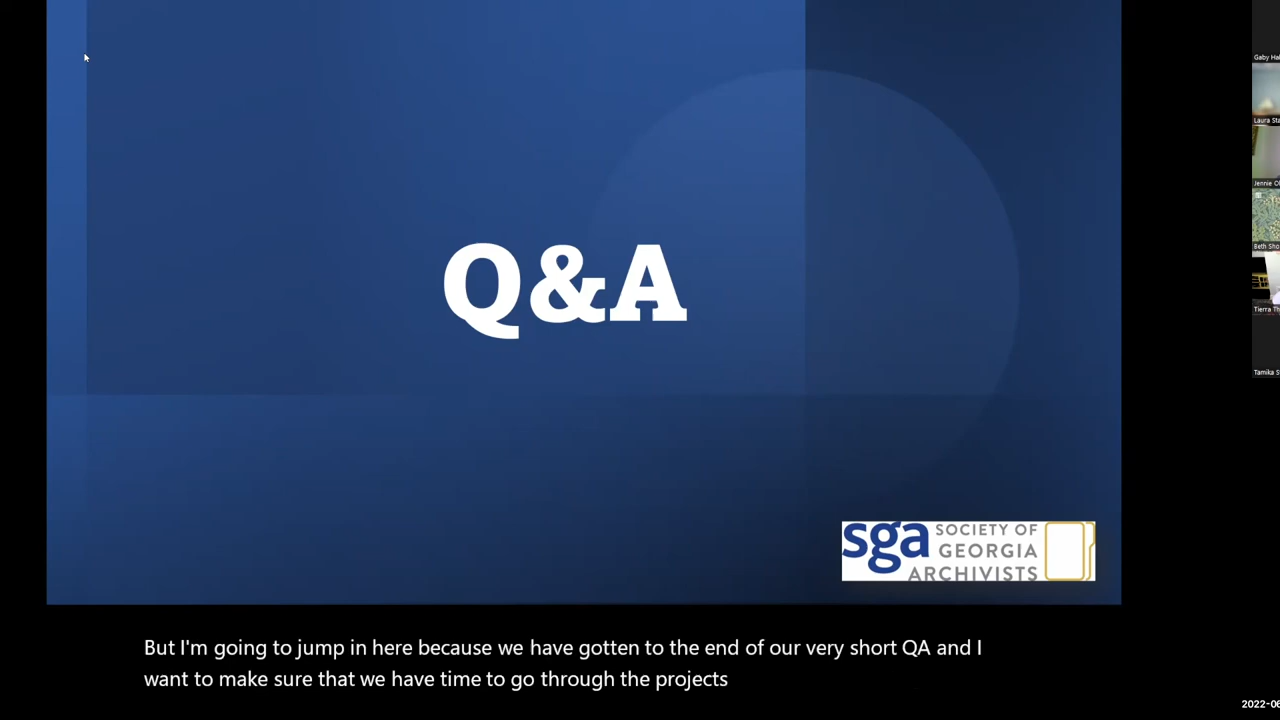 Q&A
sga SOCIETY OF
GEORGIA
ARCHIVISTS
But I'm going to jump in here because we have gotten to the end of our very short QA and I
want to make sure that we have time to go through the projects
Gaby
Laura
Jennie
Beth
Tierra
Tamika